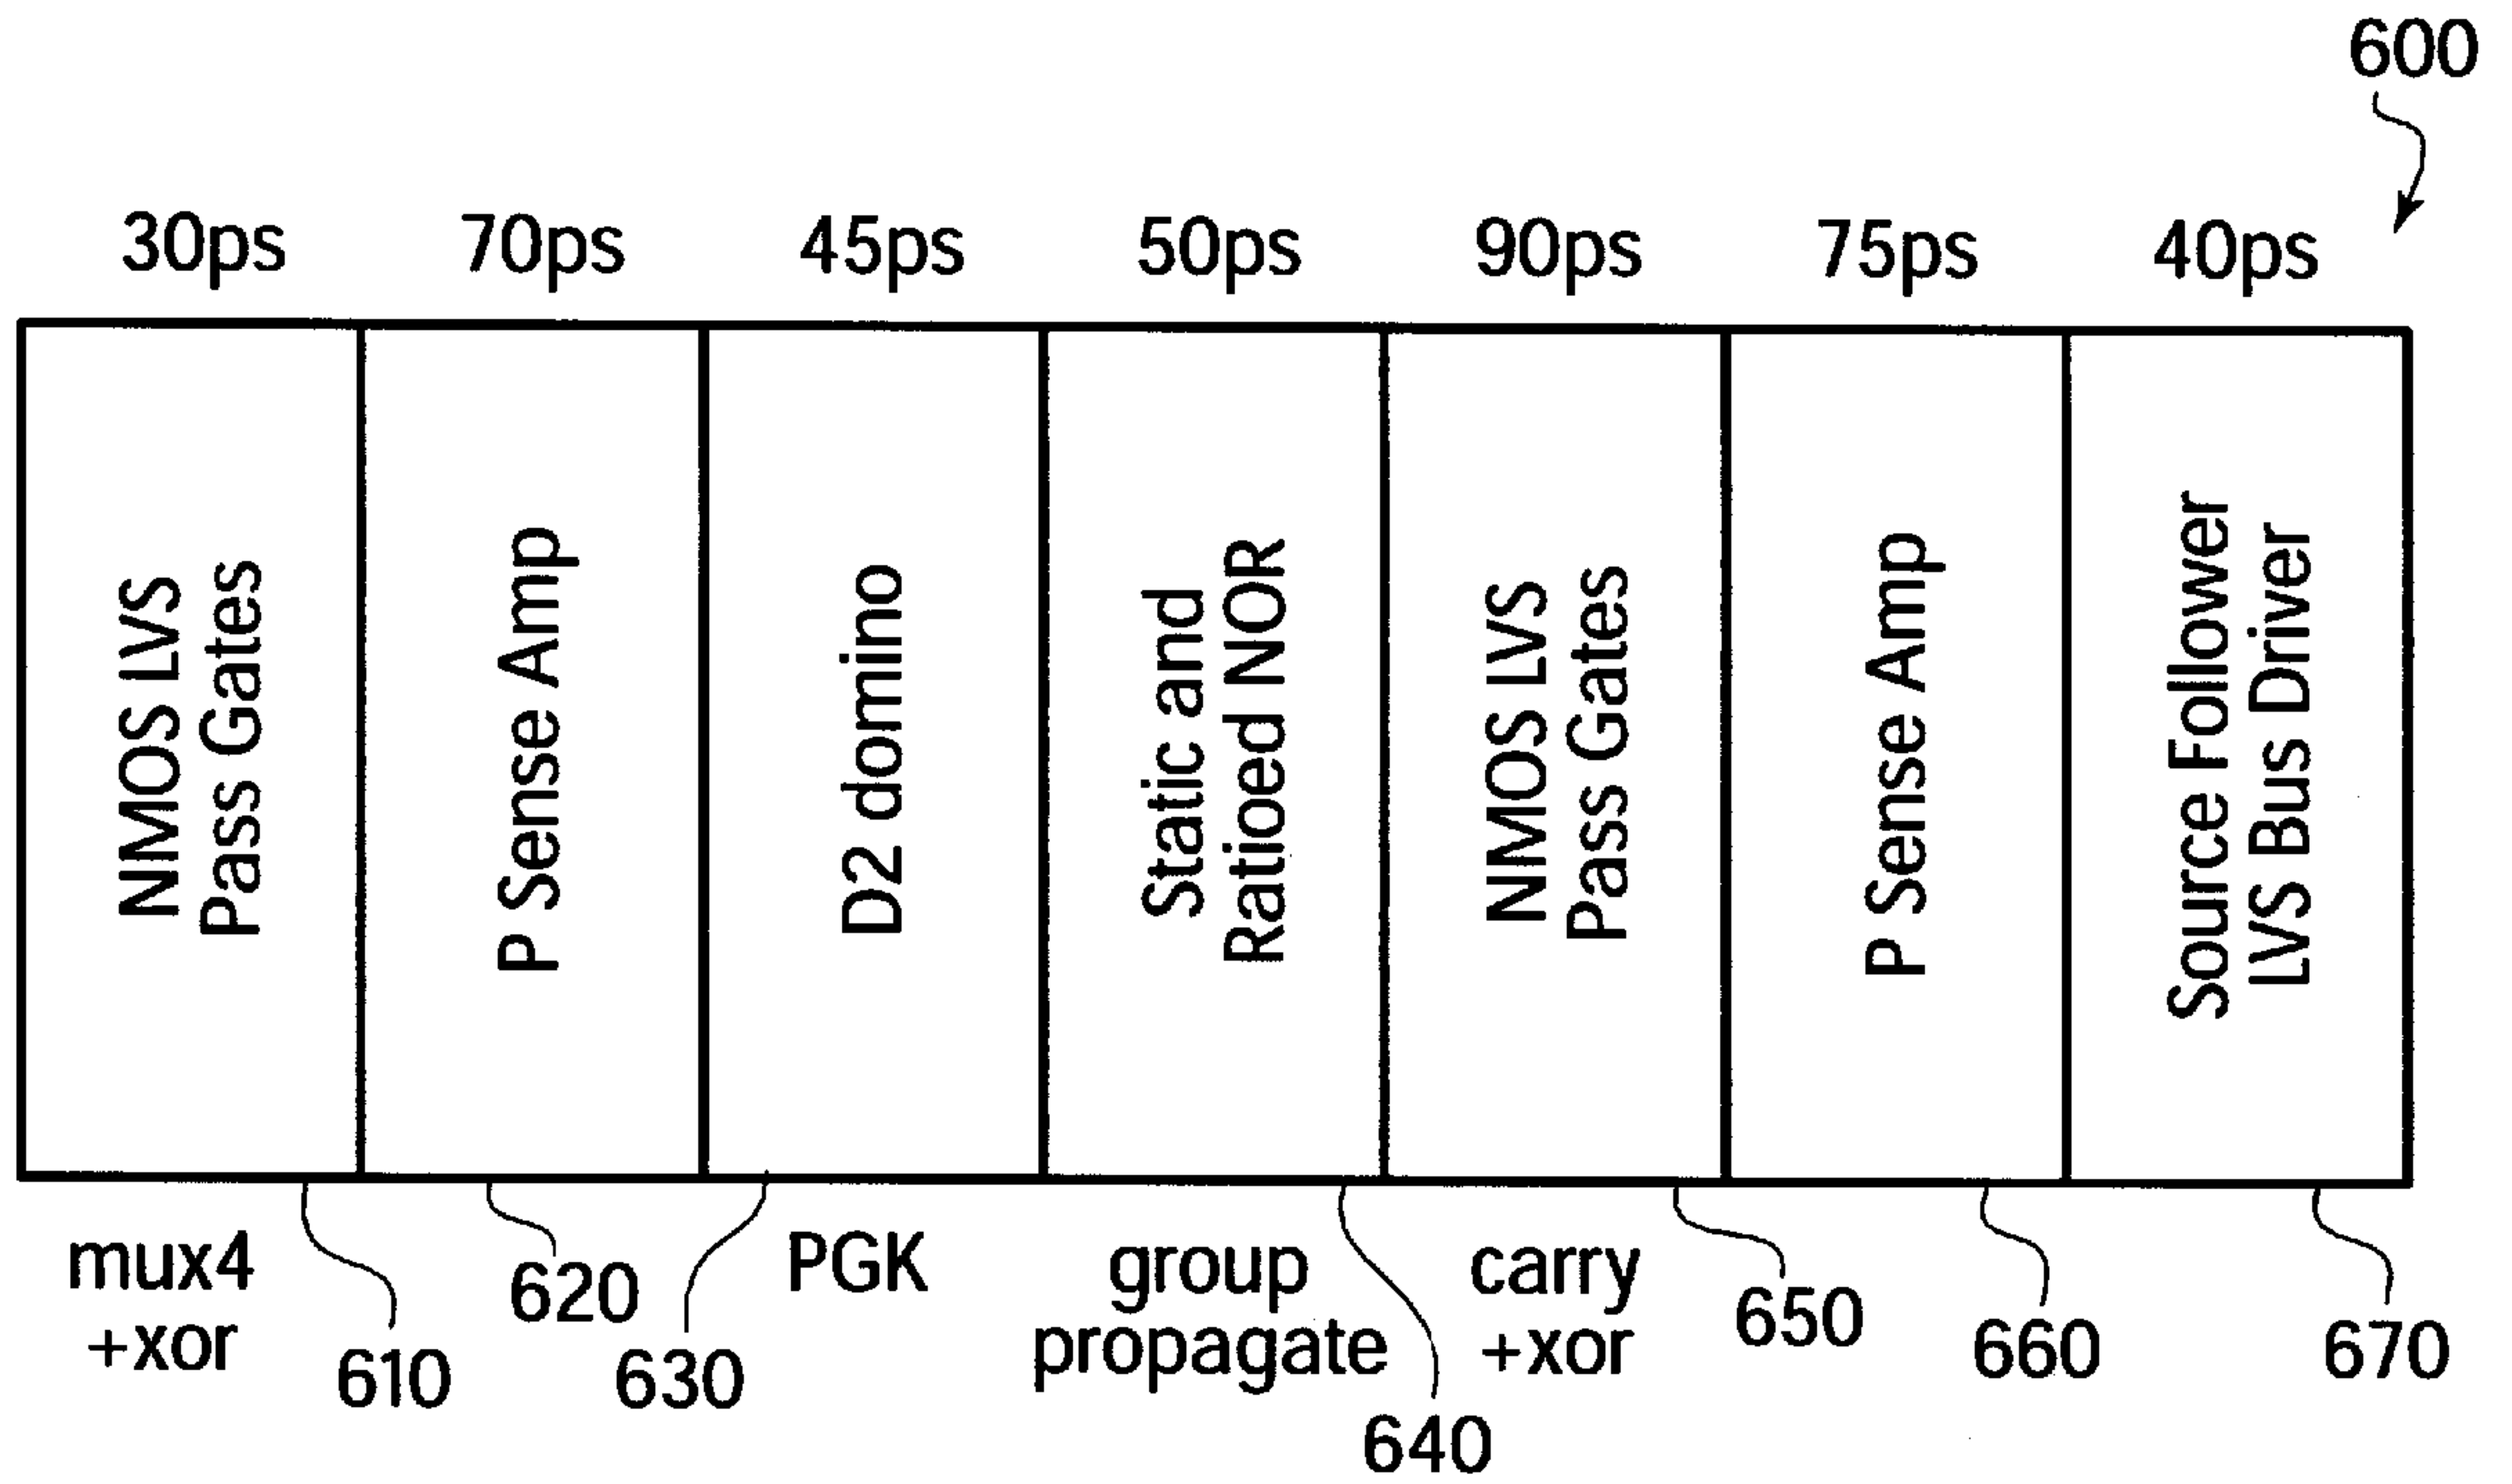 600
30ps 70ps 45ps 50ps 90ps 75ps 40ps
NMOS LVS
Pass Gates
P Sense Amp
D2 domino
Static and
Ratioed NOR
NMOS LVS
Pass Gates
P Sense Amp
Source Follower
LVS Bus Driver
mux4
+xor
610
620
630
PGK
group
propagate
640
carry
+xor
650
660
670